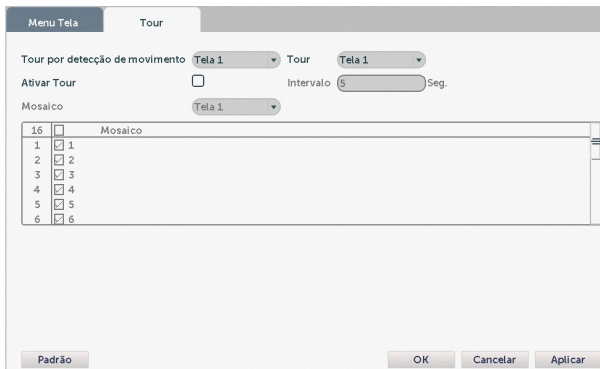 Menu Tela Tour
Tour por detecção de movimento Tela 1 Tour Tela 1
Ativar Tour Intervalo 5 Seg.
Mosaico Tela 1
16 Mosaico
1 1
2 2
3 3
4 4
5 5
6 6
Padrão OK Cancelar Aplicar